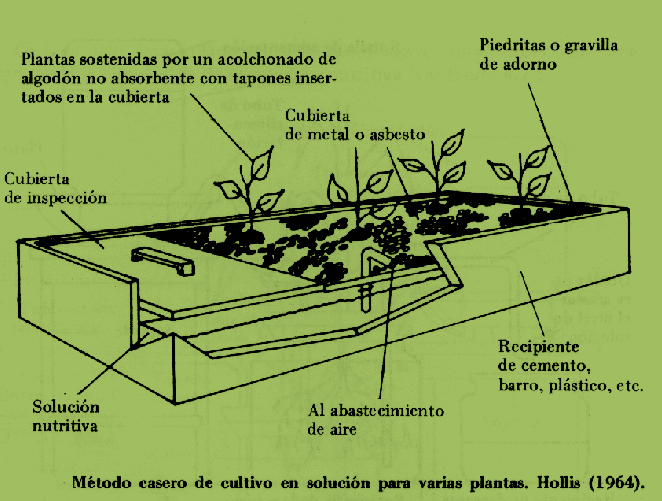 Plantas sostenidas por un acolchonado de
algodón no absorbente con tapones inser-
tados en la cubierta
Piedritas o gravilla
de adorno
Cubierta
de metal o asbesto
Cubierta
de inspección
Recipiente
de cemento,
barro, plástico, etc.
Solución
nutritiva
Al abastecimiento
de aire
Método casero de cultivo en solución para varias plantas. Hollis (1964).